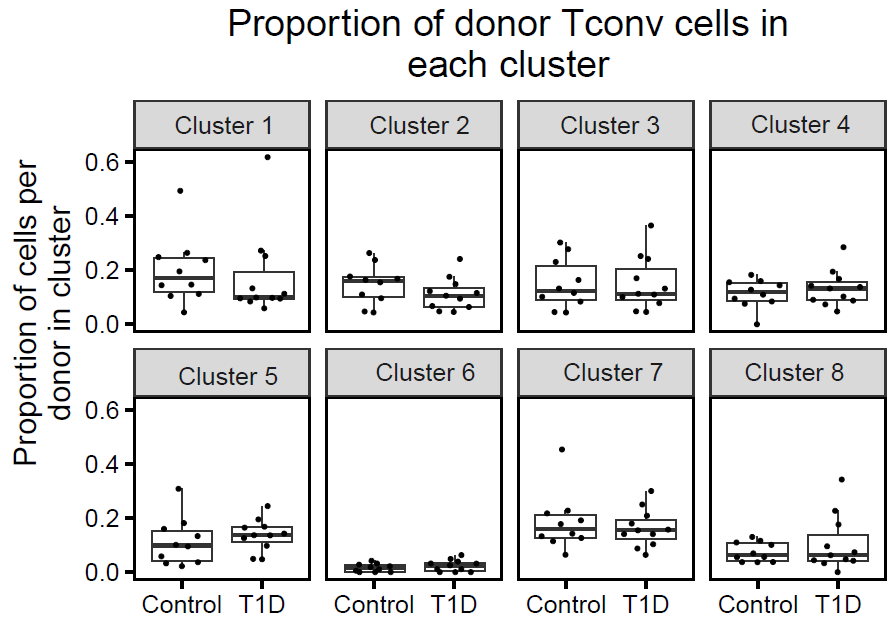 Proportion of donor Tconv cells in
each cluster
Proportion of cells per
donor in cluster
Cluster 1
Cluster 2
Cluster 3
Cluster 4
0.6
0.4
0.2
0.0
Cluster 5
Cluster 6
Cluster 7
Cluster 8
0.6
0.4
0.2
0.0
Control T1D
Control T1D
Control T1D
Control T1D